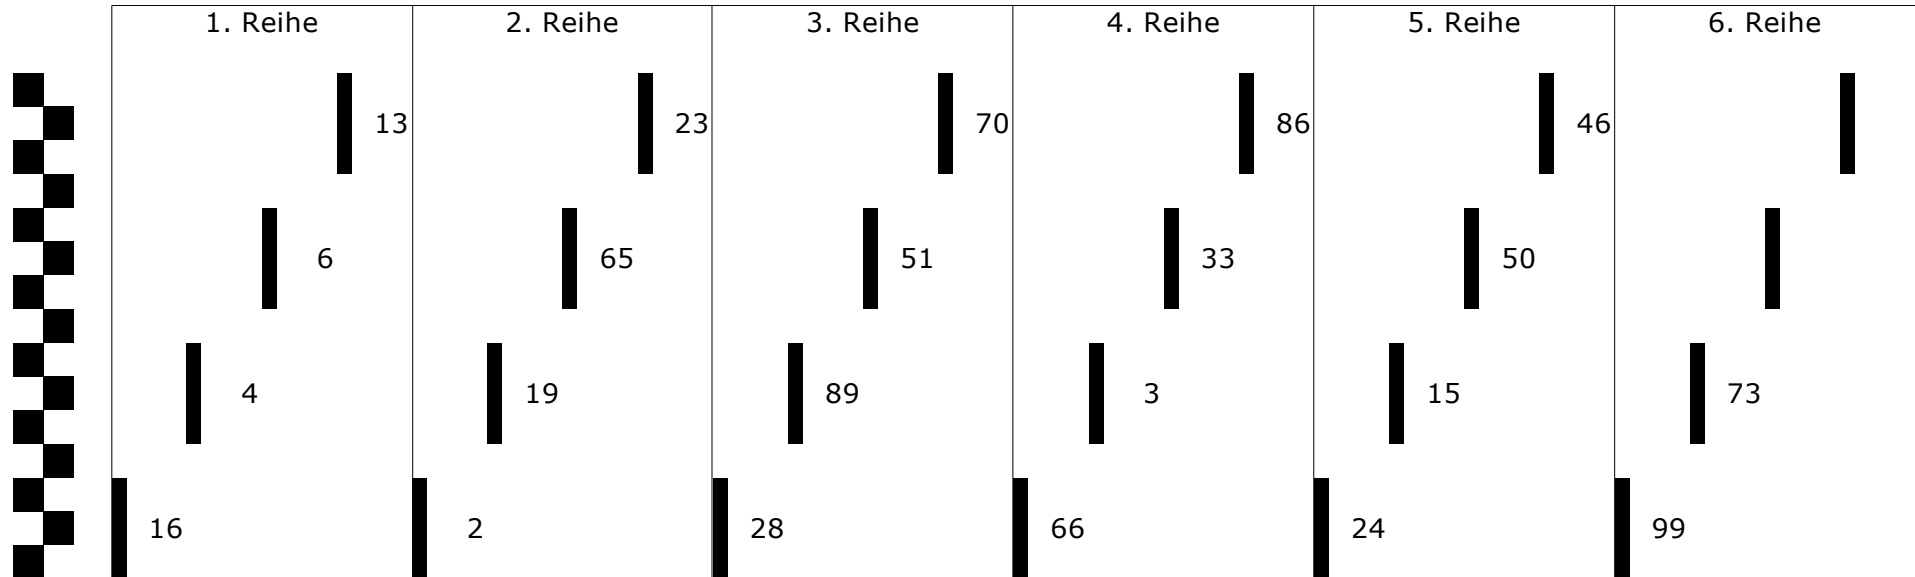 1. Reihe 2. Reihe 3. Reihe 4. Reihe 5. Reihe 6. Reihe
13 23 70 86 46
6 65 51 33 50
4 19 89 3 15 73
16 2 28 66 24 99